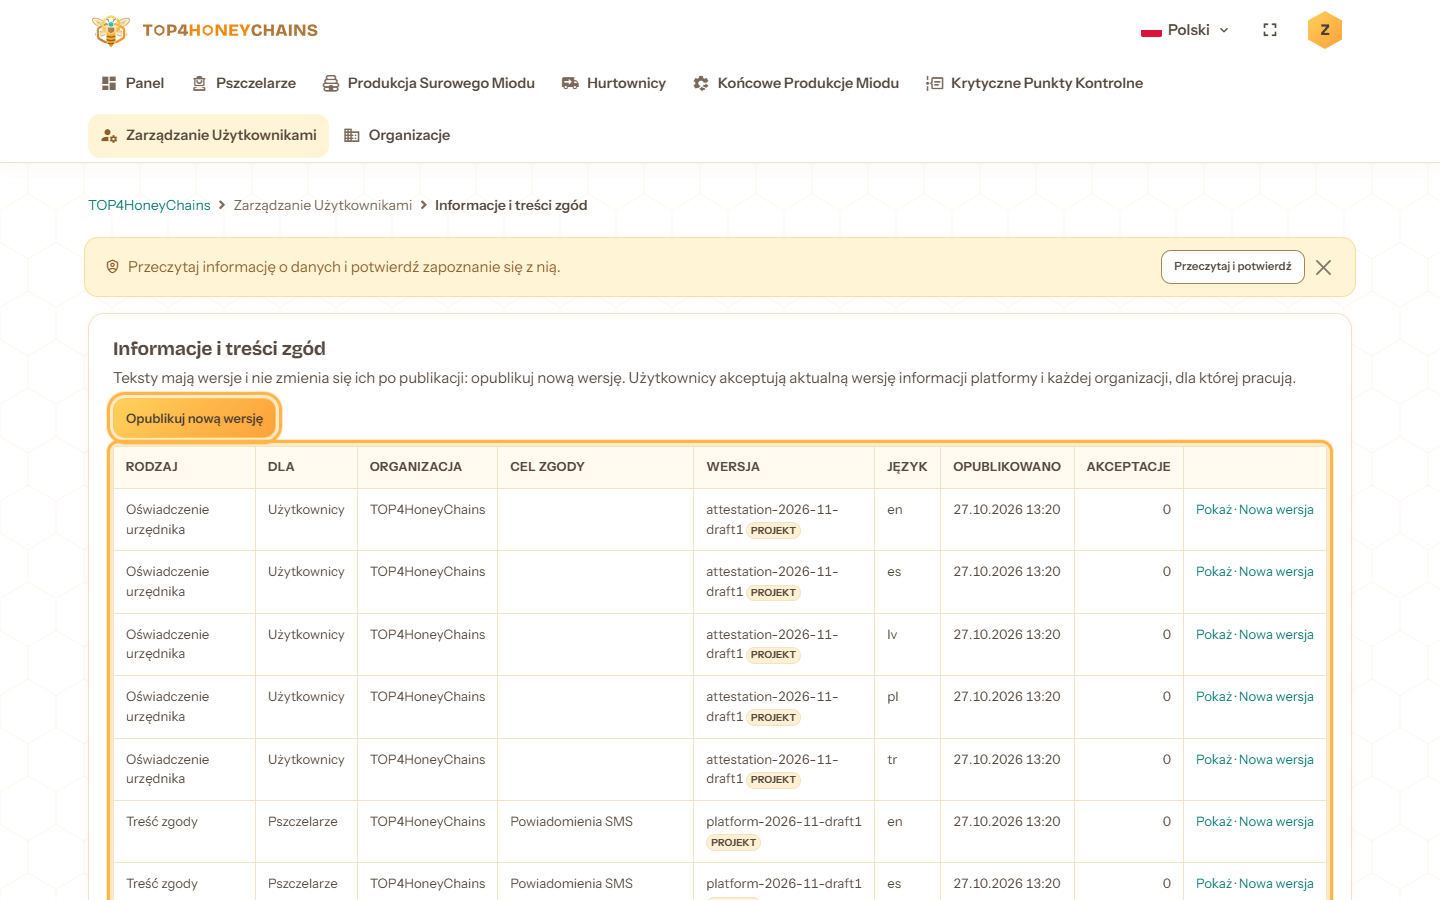 TOP4HONEYCHAINS
Polski
Z
Panel
Pszczelarze
Produkcja Surowego Miodu
Hurtownicy
Końcowe Produkcje Miodu
Krytyczne Punkty Kontrolne
Zarządzanie Użytkownikami
Organizacje
TOP4HoneyChains > Zarządzanie Użytkownikami > Informacje i treści zgód
Przeczytaj informację o danych i potwierdź zapoznanie się z nią.
Przeczytaj i potwierdź
Informacje i treści zgód
Teksty mają wersje i nie zmienia się ich po publikacji: opublikuj nową wersję. Użytkownicy akceptują aktualną wersję informacji platformy i każdej organizacji, dla której pracują.
Opublikuj nową wersję
RODZAJ DLA ORGANIZACJA CEL ZGODY WERSJA JĘZYK OPUBLIKOWANO AKCEPTACJE
Oświadczenie Użytkownicy TOP4HoneyChains attestation-2026-11- en 27.10.2026 13:20 0 Pokaż · Nowa wersja
urzędnika draft1 PROJEKT
Oświadczenie Użytkownicy TOP4HoneyChains attestation-2026-11- es 27.10.2026 13:20 0 Pokaż · Nowa wersja
urzędnika draft1 PROJEKT
Oświadczenie Użytkownicy TOP4HoneyChains attestation-2026-11- lv 27.10.2026 13:20 0 Pokaż · Nowa wersja
urzędnika draft1 PROJEKT
Oświadczenie Użytkownicy TOP4HoneyChains attestation-2026-11- pl 27.10.2026 13:20 0 Pokaż · Nowa wersja
urzędnika draft1 PROJEKT
Oświadczenie Użytkownicy TOP4HoneyChains attestation-2026-11- tr 27.10.2026 13:20 0 Pokaż · Nowa wersja
urzędnika draft1 PROJEKT
Treść zgody Pszczelarze TOP4HoneyChains Powiadomienia SMS platform-2026-11-draft1 en 27.10.2026 13:20 0 Pokaż · Nowa wersja
PROJEKT
Treść zgody Pszczelarze TOP4HoneyChains Powiadomienia SMS platform-2026-11-draft1 es 27.10.2026 13:20 0 Pokaż · Nowa wersja